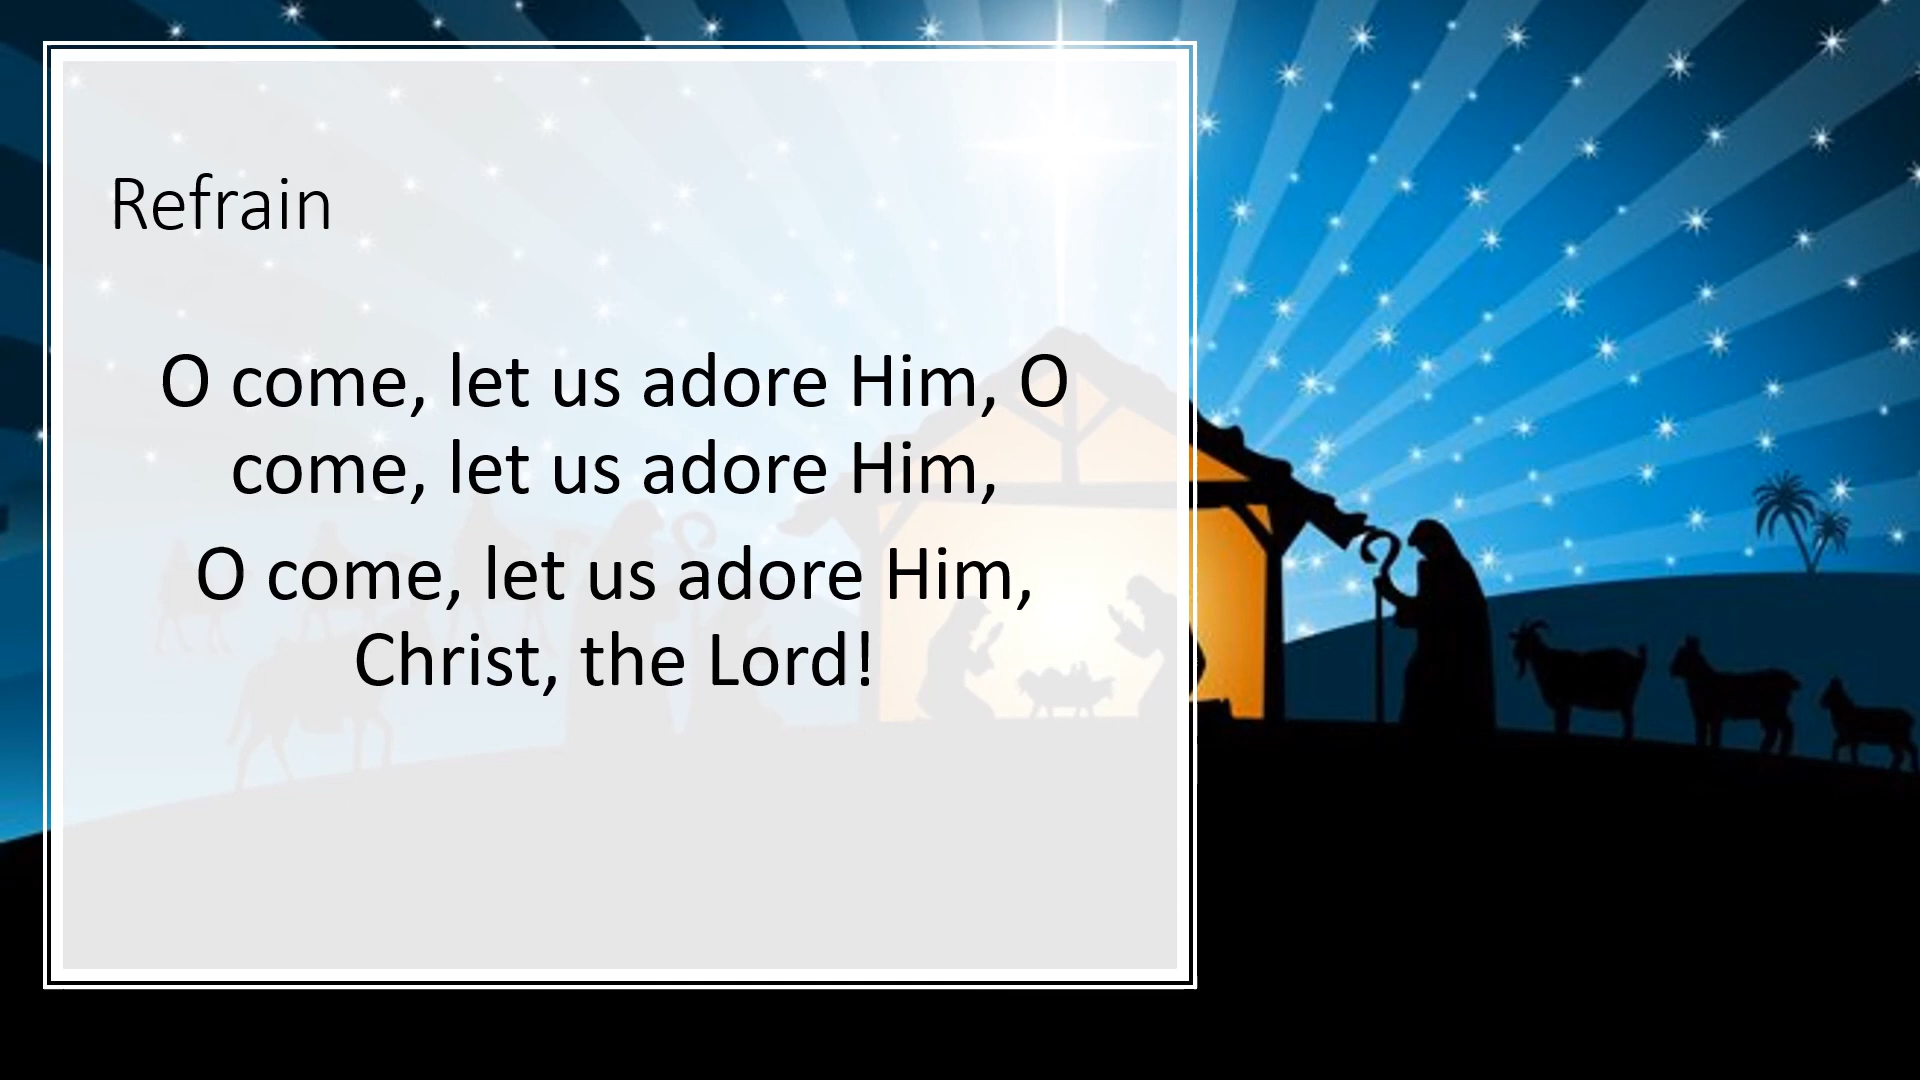 Refrain
O come, let us adore Him, O
come, let us adore Him,
O come, let us adore Him,
Christ, the Lord!